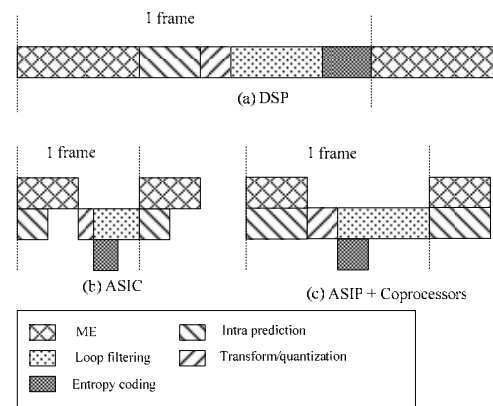 1 frame
(a) DSP
1 frame
1 frame
(b) ASIC
(c) ASIP + Coprocessors
ME
Intra prediction
Loop filtering
Transform/quantization
Entropy coding